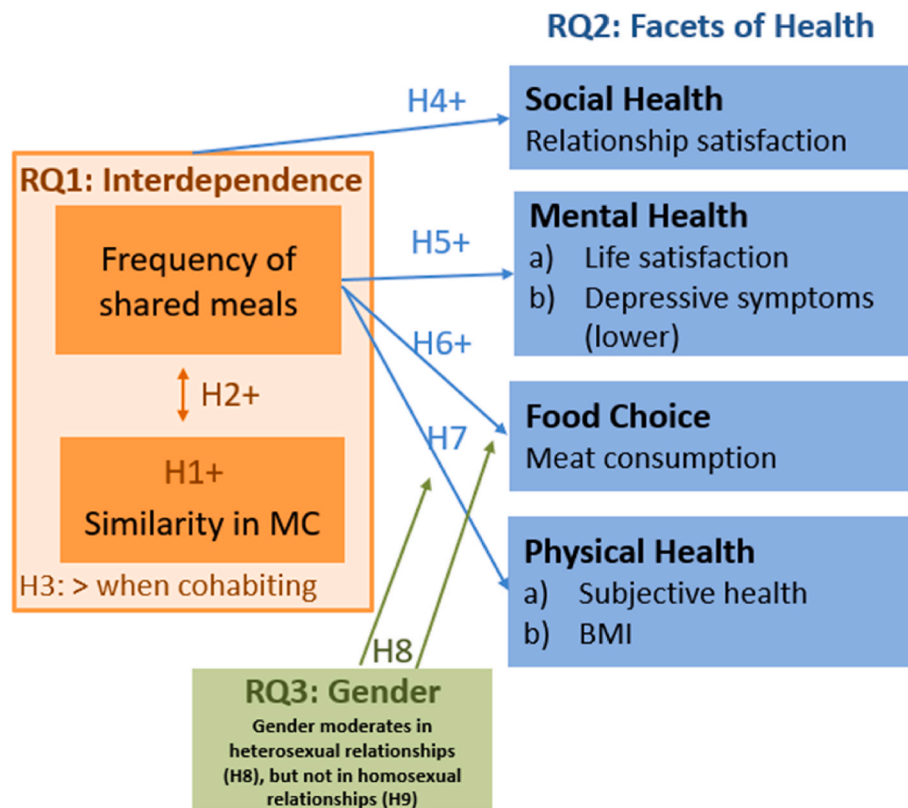 RQ2: Facets of Health
H4+
Social Health
Relationship satisfaction
RQ1: Interdependence
Frequency of
shared meals
H5+
Mental Health
a) Life satisfaction
b) Depressive symptoms
(lower)
H6+
H2+
H7
Food Choice
Meat consumption
H1+
Similarity in MC
H3: > when cohabiting
Physical Health
a) Subjective health
b) BMI
H8
RQ3: Gender
Gender moderates in
heterosexual relationships
(H8), but not in homosexual
relationships (H9)